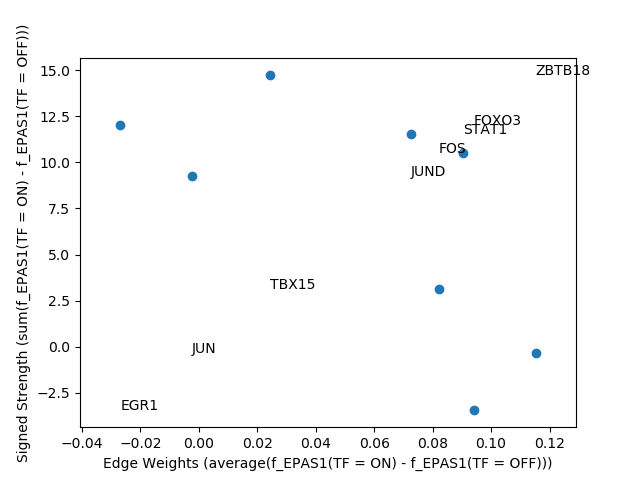 Signed Strength (sum(f_EPAS1(TF = ON) - f_EPAS1(TF = OFF)))
15.0
12.5
10.0
7.5
5.0
2.5
0.0
−2.5
ZBTB18
FOXO3
STAT1
FOS
JUND
TBX15
JUN
EGR1
−0.04 −0.02 0.00 0.02 0.04 0.06 0.08 0.10 0.12
Edge Weights (average(f_EPAS1(TF = ON) - f_EPAS1(TF = OFF)))